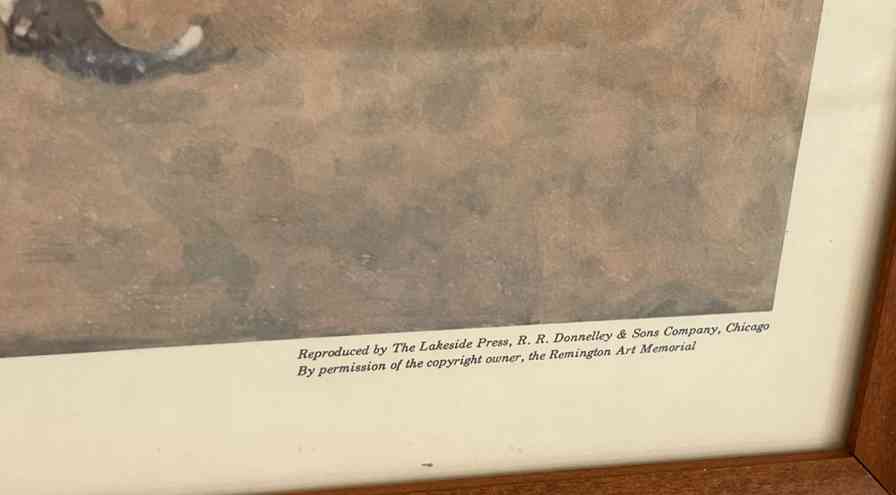 Reproduced by The Lakeside Press, R. R. Donnelley & Sons Company, Chicago
By permission of the copyright owner, the Remington Art Memorial